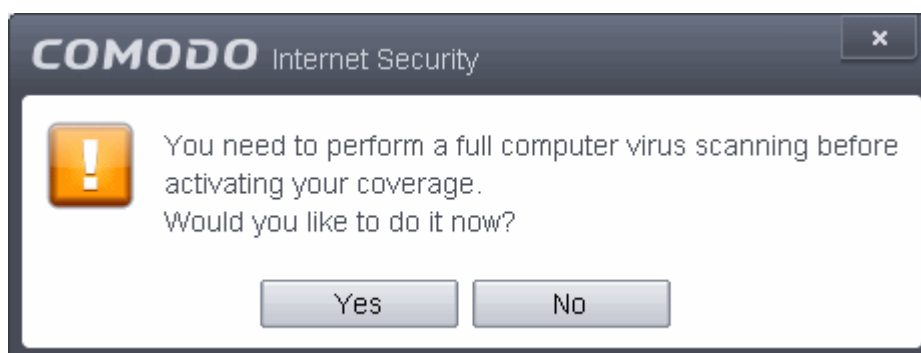 COMODO Internet Security
You need to perform a full computer virus scanning before
activating your coverage.
Would you like to do it now?
Yes No